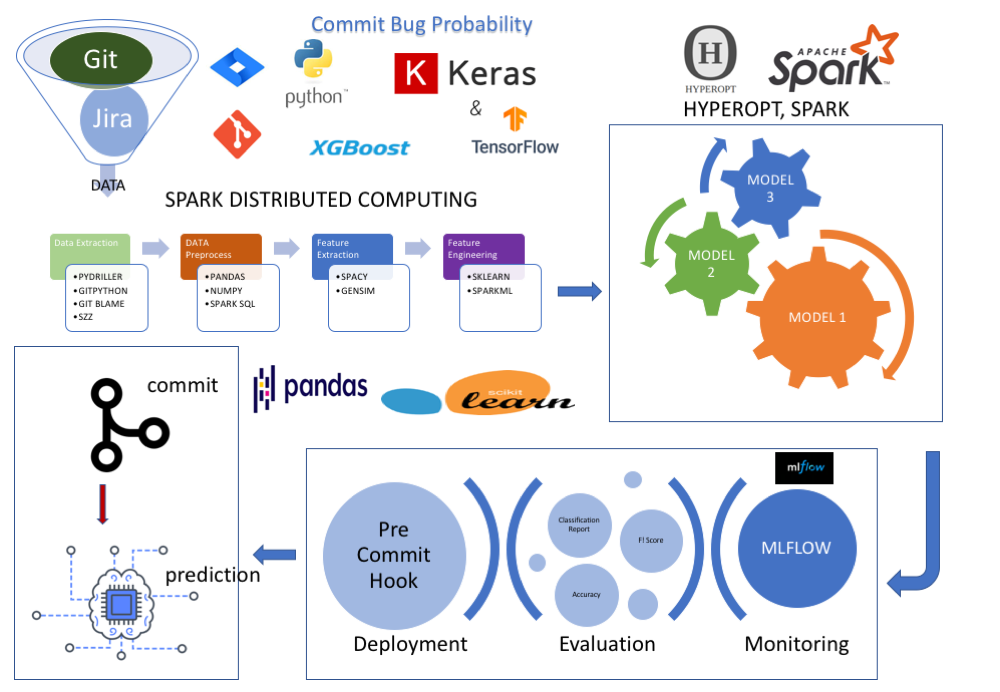 Commit Bug Probability
Git
Jira
DATA
python™
K Keras
&
XGBoost
TensorFlow
H
HYPEROPT
APACHE
Spark™
HYPEROPT, SPARK
SPARK DISTRIBUTED COMPUTING
Data Extraction
•PYDRILLER
•GITPYTHON
•GIT BLAME
•SZZ
DATA
Preprocess
•PANDAS
•NUMPY
•SPARK SQL
Feature
Extraction
•SPACY
•GENSIM
Feature
Engineering
•SKLEARN
•SPARKML
MODEL
3
MODEL
2
MODEL 1
commit
prediction
pandas
scikit
learn
Pre
Commit
Hook
Deployment
Classification
Report
Fl Score
Accuracy
Evaluation
mlflow
MLFLOW
Monitoring